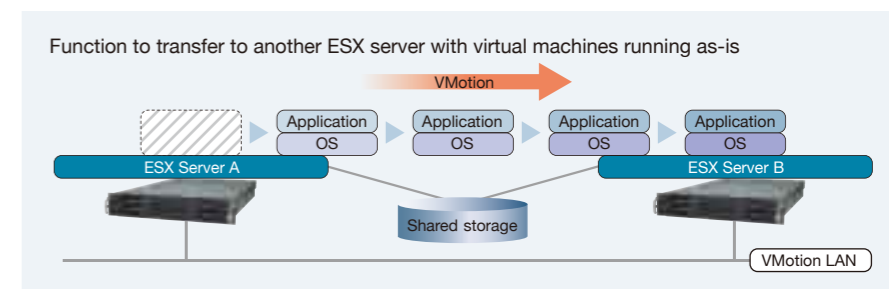 Function to transfer to another ESX server with virtual machines running as-is
VMotion
Application Application Application Application
OS OS OS OS
ESX Server A ESX Server B
Shared storage
VMotion LAN